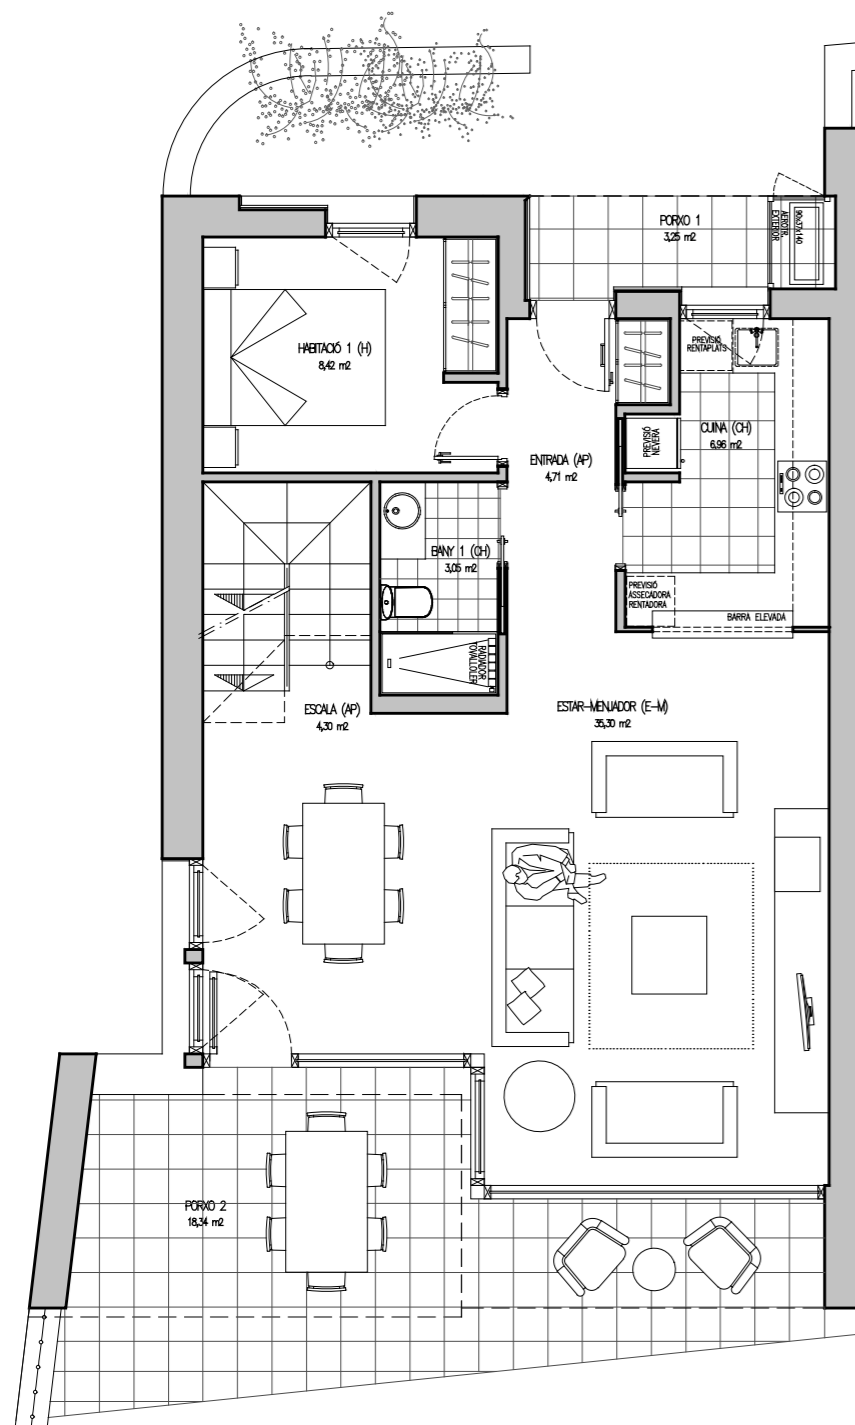 PORXO 1
3,25 m2
AEROTR.
EXTERIOR
90x37x140
HABITACIÓ 1 (H)
8,42 m2
PREVISIÓ
RENTAPLATS
CUINA (CH)
6,96 m2
PREVISIÓ
NEVERA
ENTRADA (AP)
4,71 m2
BANY 1 (CH)
3,05 m2
PREVISIÓ
ASSECADORA
RENTADORA
BARRA ELEVADA
RADIADOR
TOVALLOLER
ESCALA (AP)
4,30 m2
ESTAR-MENJADOR (E-M)
35,30 m2
PORXO 2
18,34 m2